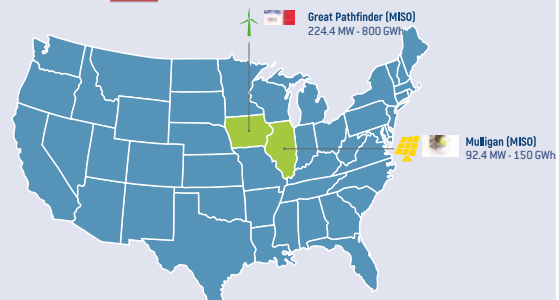 Great Pathfinder (MISO)
224.4 MW - 800 GWh
Mulligan (MISO)
92.4 MW - 150 GWh